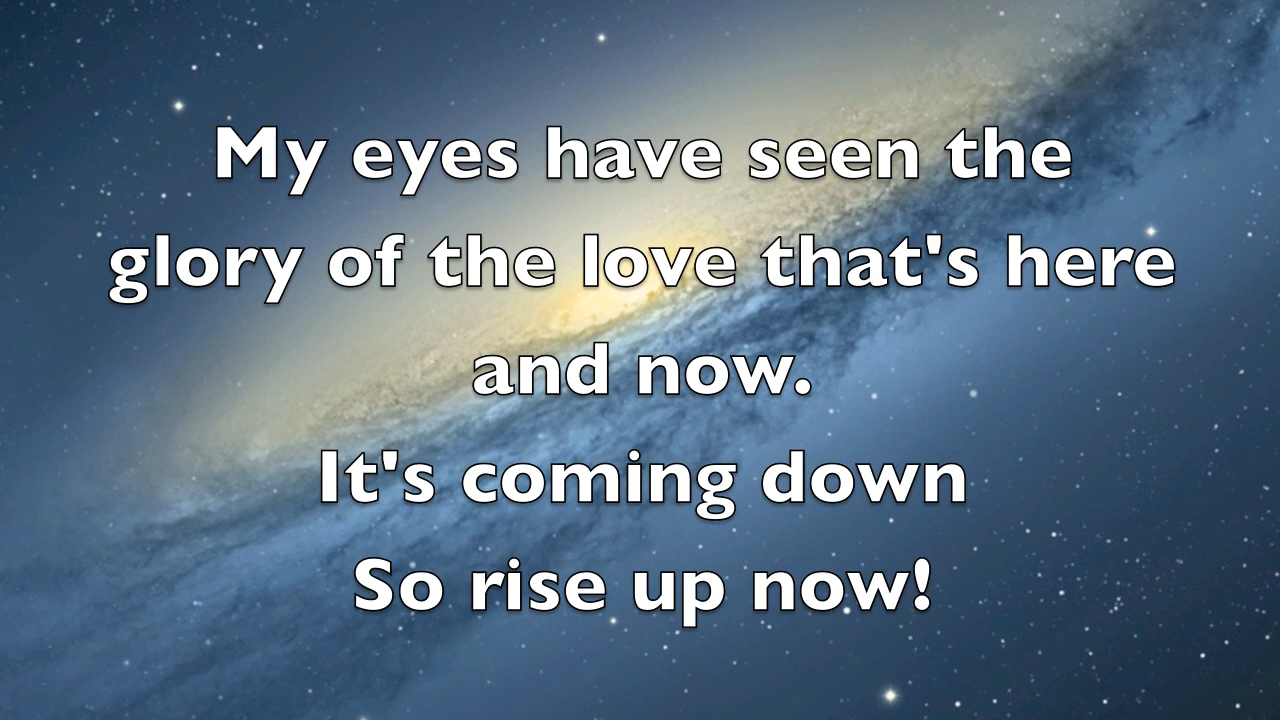 My eyes have seen the
glory of the love that's here
and now.
It's coming down
So rise up now!